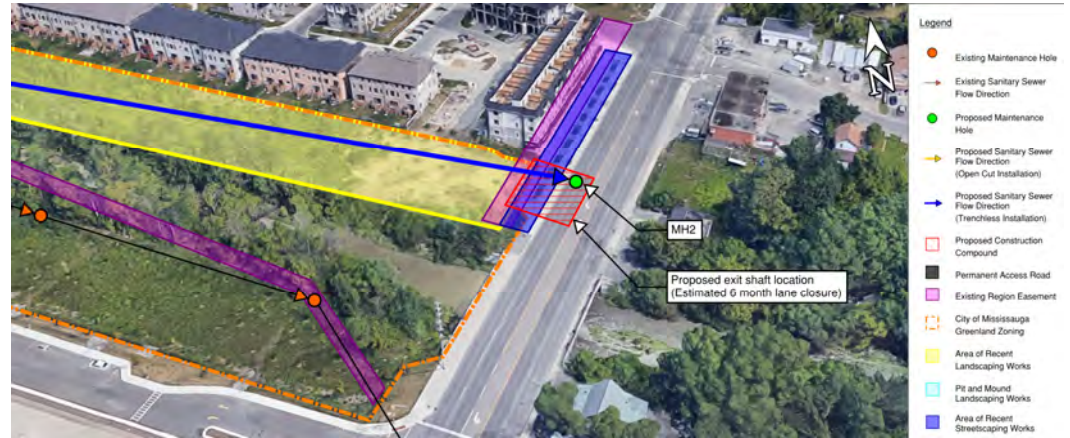 MH2
Proposed exit shaft location
(Estimated 6 month lane closure)
N
Legend
Existing Maintenance Hole
Existing Sanitary Sewer
Flow Direction
Proposed Maintenance
Hole
Proposed Sanitary Sewer
Flow Direction
(Open Cut Installation)
Proposed Sanitary Sewer
Flow Direction
(Trenchless Installation)
Proposed Construction
Compound
Permanent Access Road
Existing Region Easement
City of Mississauga
Greenland Zoning
Area of Recent
Landscaping Works
Pit and Mound
Landscaping Works
Area of Recent
Streetscaping Works